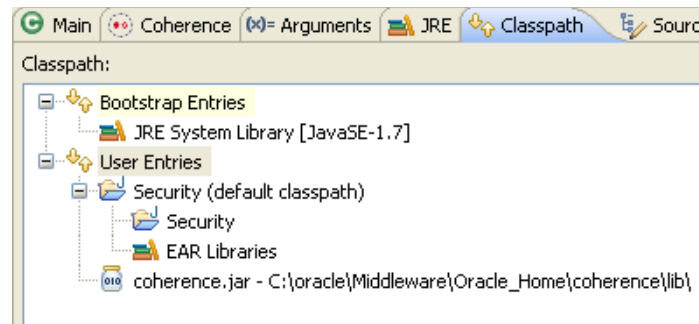 Main Coherence (x)= Arguments JRE Classpath Sourc
Classpath:
Bootstrap Entries
JRE System Library [JavaSE-1.7]
User Entries
Security (default classpath)
Security
EAR Libraries
010 coherence.jar - C:\oracle\Middleware\Oracle_Home\coherence\lib\